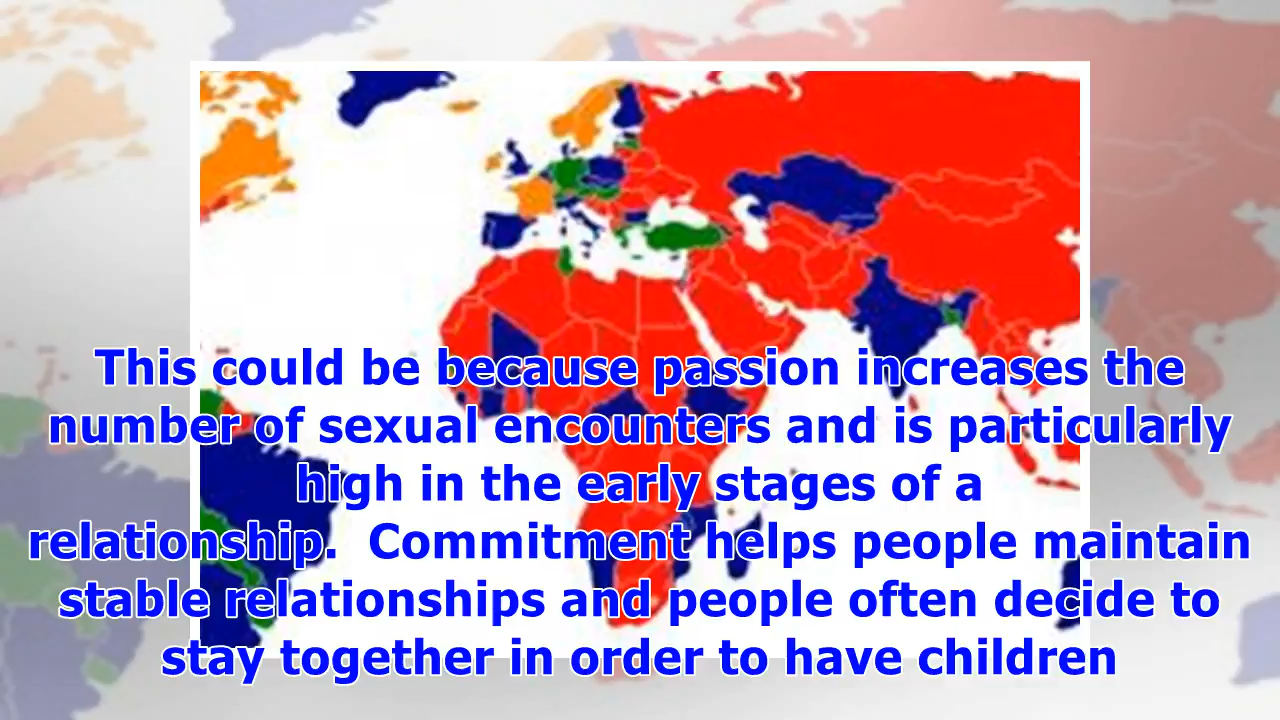 This could be because passion increases the
number of sexual encounters and is particularly
high in the early stages of a
relationship.  Commitment helps people maintain
stable relationships and people often decide to
stay together in order to have children